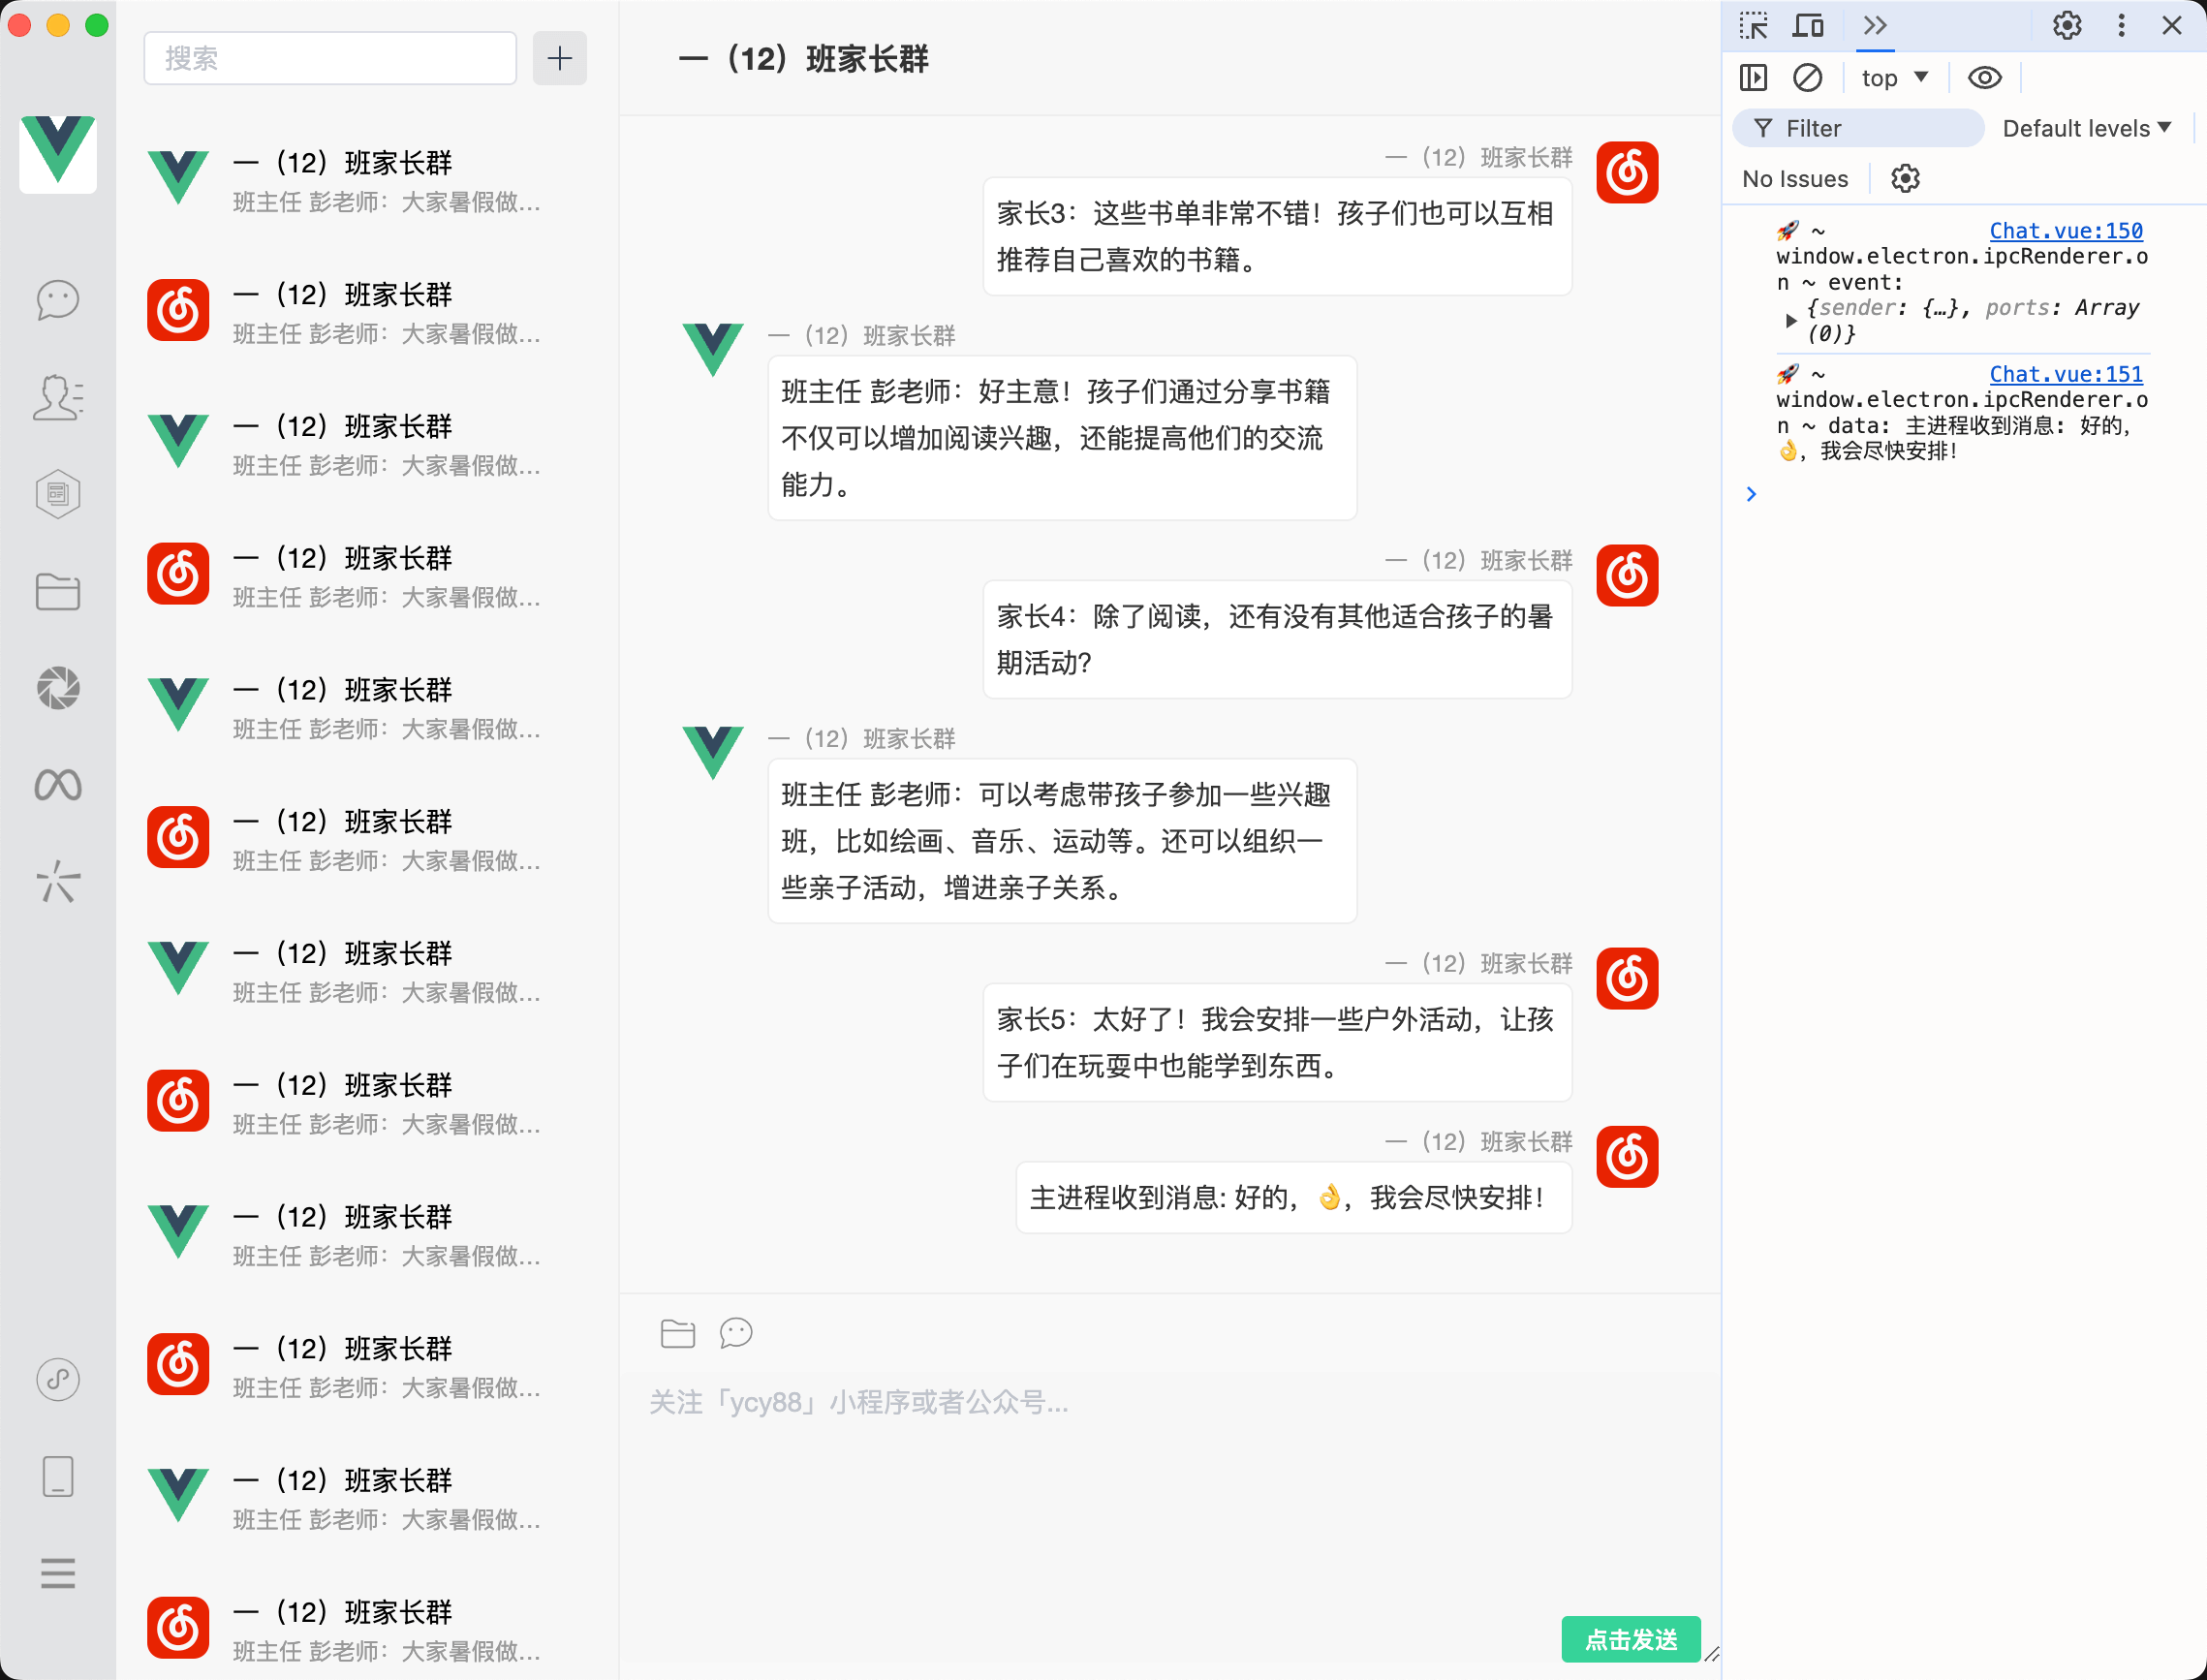 搜索
一（12）班家长群
班主任 彭老师：大家暑假做...
一（12）班家长群
班主任 彭老师：大家暑假做...
一（12）班家长群
班主任 彭老师：大家暑假做...
一（12）班家长群
班主任 彭老师：大家暑假做...
一（12）班家长群
班主任 彭老师：大家暑假做...
一（12）班家长群
班主任 彭老师：大家暑假做...
一（12）班家长群
班主任 彭老师：大家暑假做...
一（12）班家长群
班主任 彭老师：大家暑假做...
一（12）班家长群
班主任 彭老师：大家暑假做...
一（12）班家长群
班主任 彭老师：大家暑假做...
一（12）班家长群
班主任 彭老师：大家暑假做...
一（12）班家长群
班主任 彭老师：大家暑假做...
一（12）班家长群
一（12）班家长群
家长3：这些书单非常不错！孩子们也可以互相
推荐自己喜欢的书籍。
一（12）班家长群
班主任 彭老师：好主意！孩子们通过分享书籍
不仅可以增加阅读兴趣，还能提高他们的交流
能力。
一（12）班家长群
家长4：除了阅读，还有没有其他适合孩子的暑
期活动？
一（12）班家长群
班主任 彭老师：可以考虑带孩子参加一些兴趣
班，比如绘画、音乐、运动等。还可以组织一
些亲子活动，增进亲子关系。
一（12）班家长群
家长5：太好了！我会安排一些户外活动，让孩
子们在玩耍中也能学到东西。
一（12）班家长群
主进程收到消息: 好的，👌，我会尽快安排！
关注「ycy88」小程序或者公众号...
点击发送
top
Filter
Default levels
No Issues
🚀 ~ Chat.vue:150
window.electron.ipcRenderer.o
n ~ event:
{sender: {…}, ports: Array
(0)}
🚀 ~ Chat.vue:151
window.electron.ipcRenderer.o
n ~ data: 主进程收到消息: 好的，
👌，我会尽快安排！